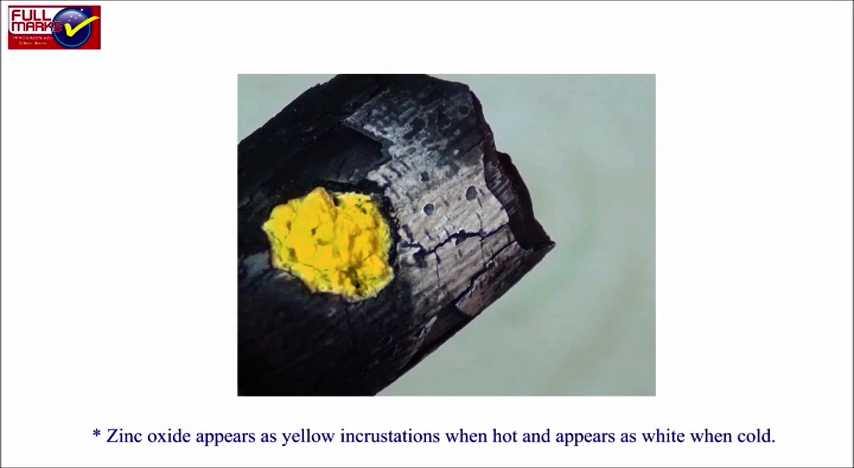 FULL
MARKS
* Zinc oxide appears as yellow incrustations when hot and appears as white when cold.